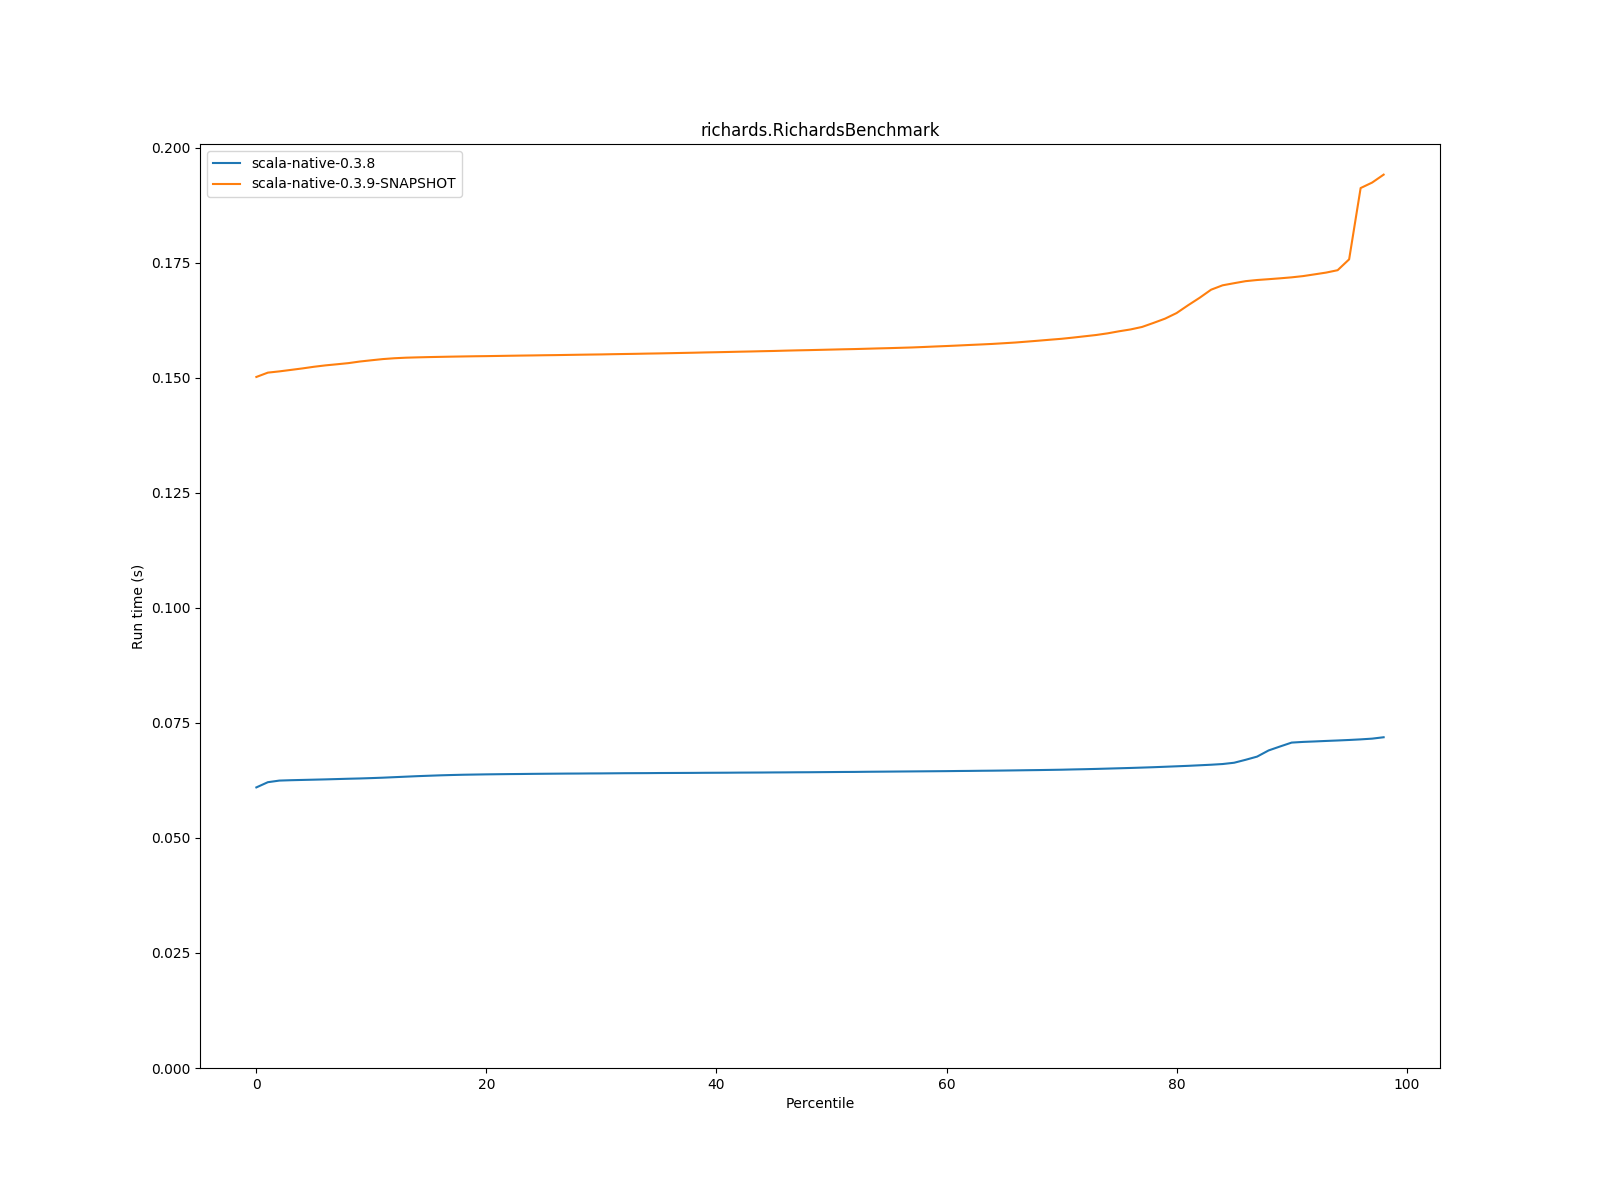 richards.RichardsBenchmark
scala-native-0.3.8
scala-native-0.3.9-SNAPSHOT
0.200
0.175
0.150
0.125
0.100
0.075
0.050
0.025
0.000
Run time (s)
0 20 40 60 80 100
Percentile